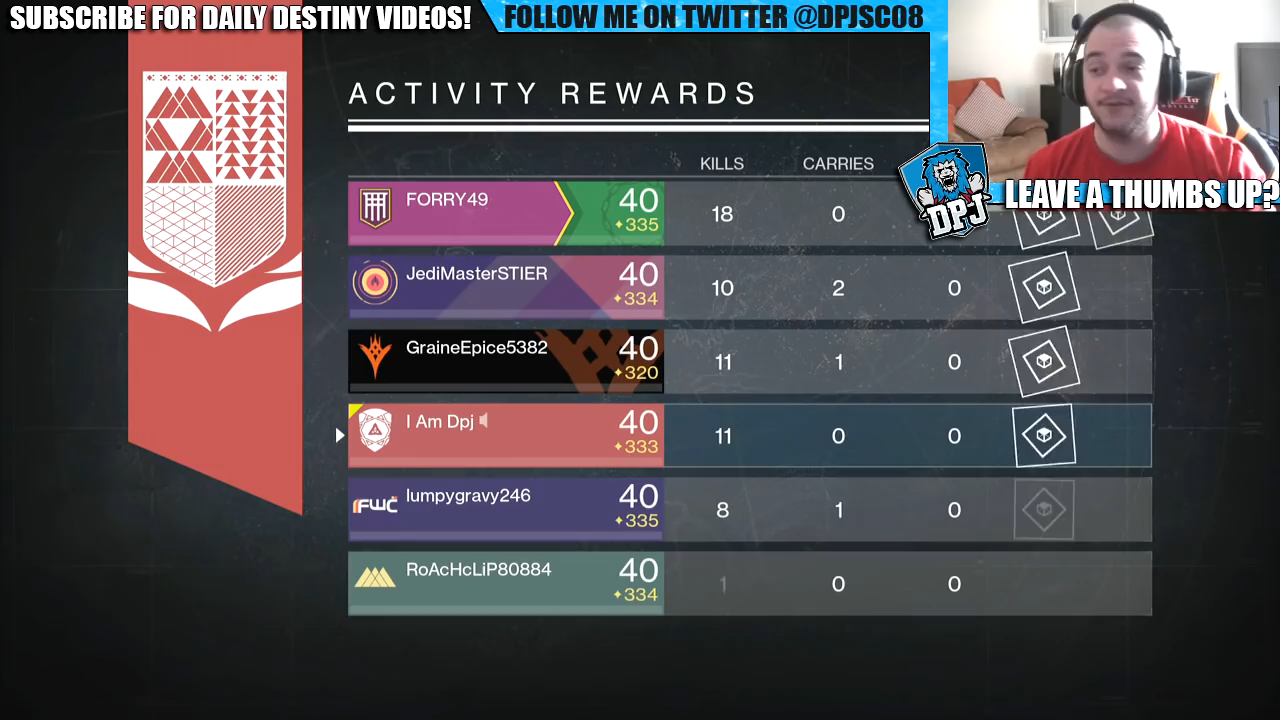 SUBSCRIBE FOR DAILY DESTINY VIDEOS!
FOLLOW ME ON TWITTER @DPJSC08
ACTIVITY REWARDS
KILLS CARRIES
FORRY49 40 335 18 0
DPJ
LEAVE A THUMBS UP?
JediMasterSTIER 40 334 10 2 0
GraineEpice5382 40 320 11 1 0
I Am Dpj 40 333 11 0 0
FWC lumpygravy246 40 335 8 1 0
RoAcHcLiP80884 40 334 1 0 0